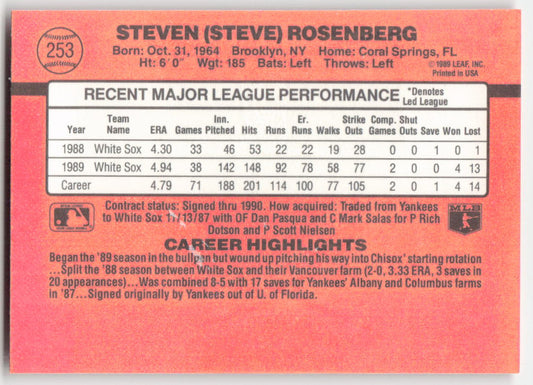 253
STEVEN (STEVE) ROSENBERG
Born: Oct. 31, 1964 Brooklyn, NY Home: Coral Springs, FL
Ht: 6' 0" Wgt: 185 Bats: Left Throws: Left
© 1989 LEAF, INC.
Printed in USA
RECENT MAJOR LEAGUE PERFORMANCE *Denotes Led League
Year Team Name ERA Games Inn. Pitched Hits Runs Er. Runs Walks Strike Outs Comp. Games Shut Outs Save Won Lost
1988 White Sox 4.30 33 46 53 22 22 19 28 0 0 1 0 1
1989 White Sox 4.94 38 142 148 92 78 58 77 2 0 0 4 13
Career 4.79 71 188 201 114 100 77 105 2 0 1 4 14
Contract status: Signed thru 1990. How acquired: Traded from Yankees
to White Sox 11/13/87 with OF Dan Pasqua and C Mark Salas for P Rich
Dotson and P Scott Nielsen
MLB
CAREER HIGHLIGHTS
Began the '89 season in the bullpen but wound up pitching his way into Chisox' starting rotation
...Split the '88 season between White Sox and their Vancouver farm (2-0, 3.33 ERA, 3 saves in
20 appearances)...Was combined 8-5 with 17 saves for Yankees' Albany and Columbus farms
in '87...Signed originally by Yankees out of U. of Florida.